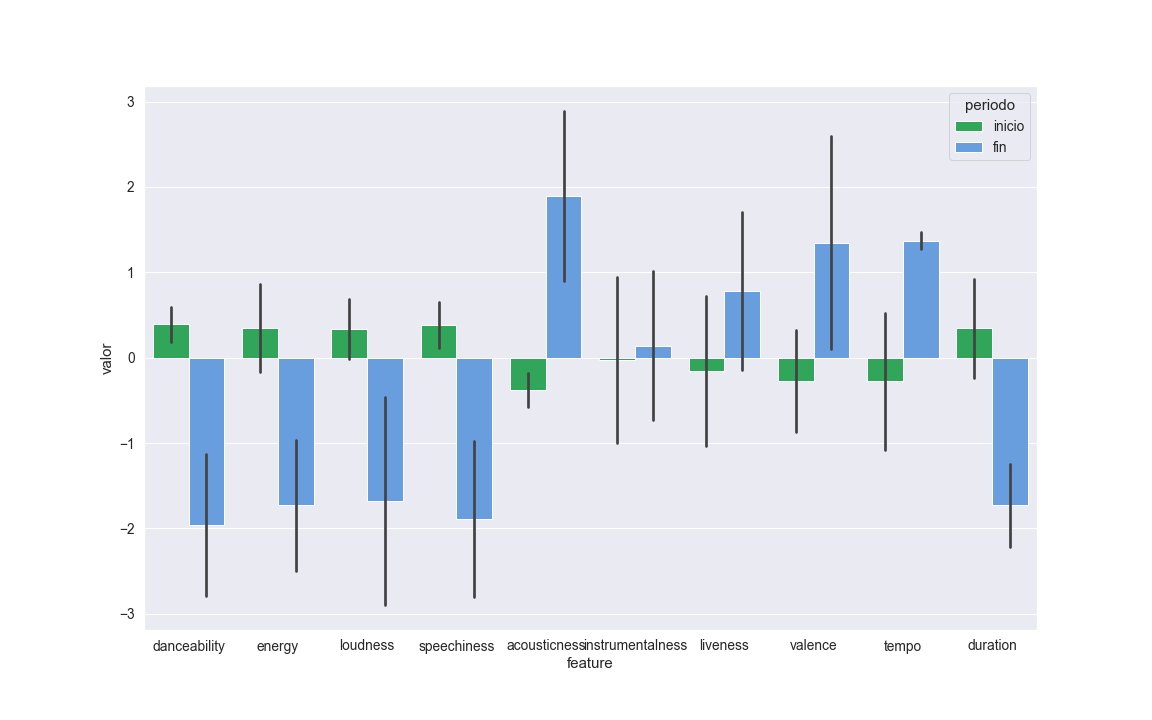 periodo
inicio
fin
valor
3
2
1
0
−1
−2
−3
danceability energy loudness speechiness acousticness instrumentalness liveness valence tempo duration
feature